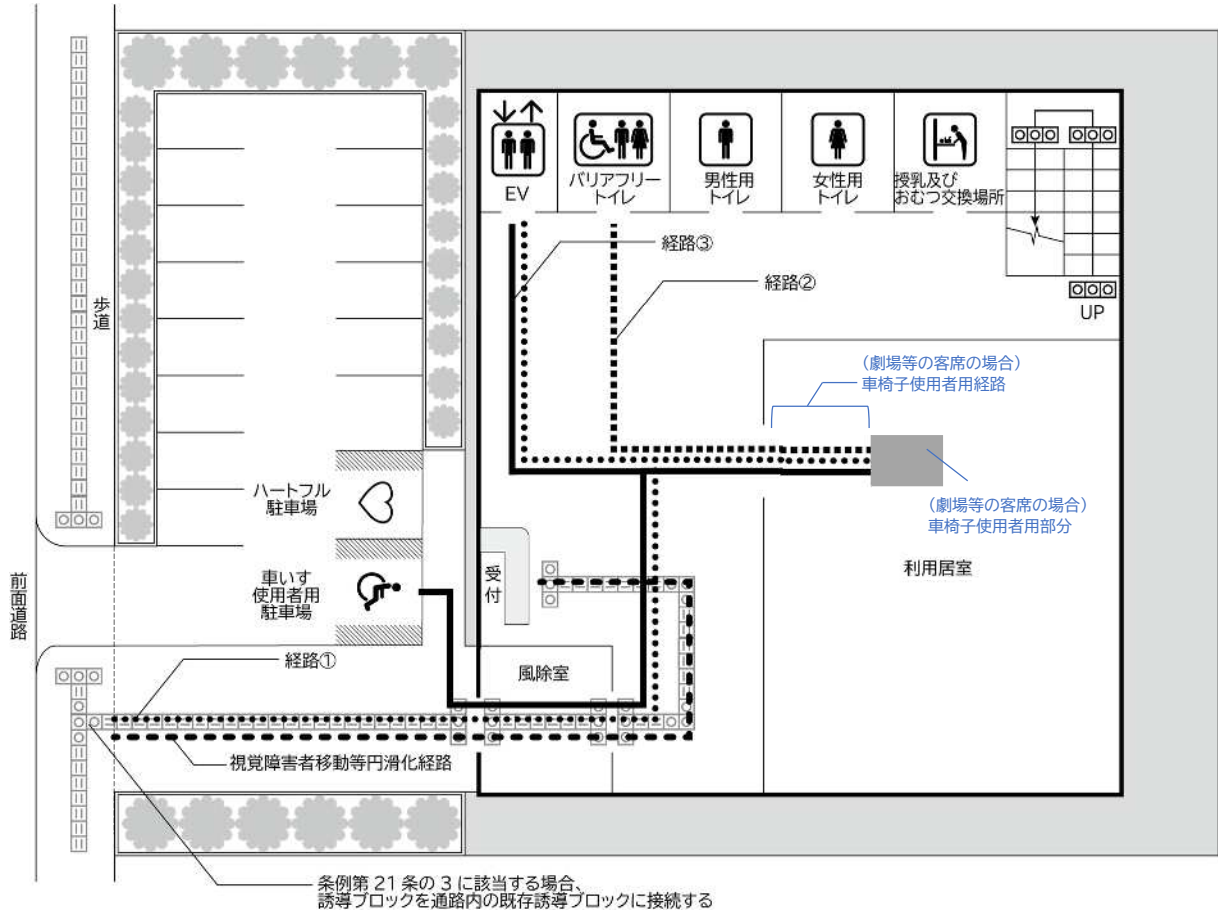 EV
バリアフリー
トイレ
男性用
トイレ
女性用
トイレ
授乳及び
おむつ交換場所
経路③
経路②
UP
歩道
(劇場等の客席の場合)
車椅子使用者用経路
ハートフル
駐車場
(劇場等の客席の場合)
車椅子使用者用部分
車いす
使用者用
駐車場
受付
利用居室
前面道路
経路①
風除室
視覚障害者移動等円滑化経路
条例第 21 条の 3 に該当する場合、
誘導ブロックを通路内の既存誘導ブロックに接続する